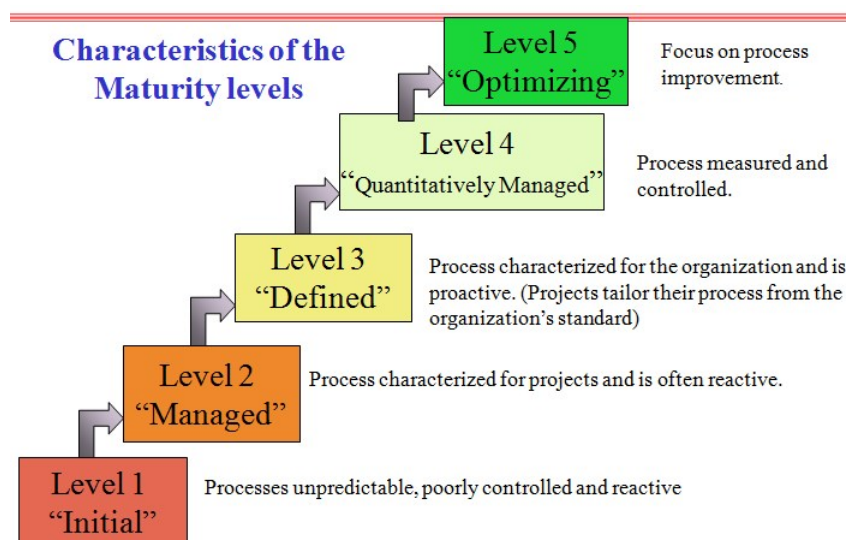 Characteristics of the
Maturity levels
Level 5
“Optimizing”
Focus on process
improvement.
Level 4
“Quantitatively Managed”
Process measured and
controlled.
Level 3
“Defined”
Process characterized for the organization and is
proactive. (Projects tailor their process from the
organization’s standard)
Level 2
“Managed”
Process characterized for projects and is often reactive.
Level 1
“Initial”
Processes unpredictable, poorly controlled and reactive